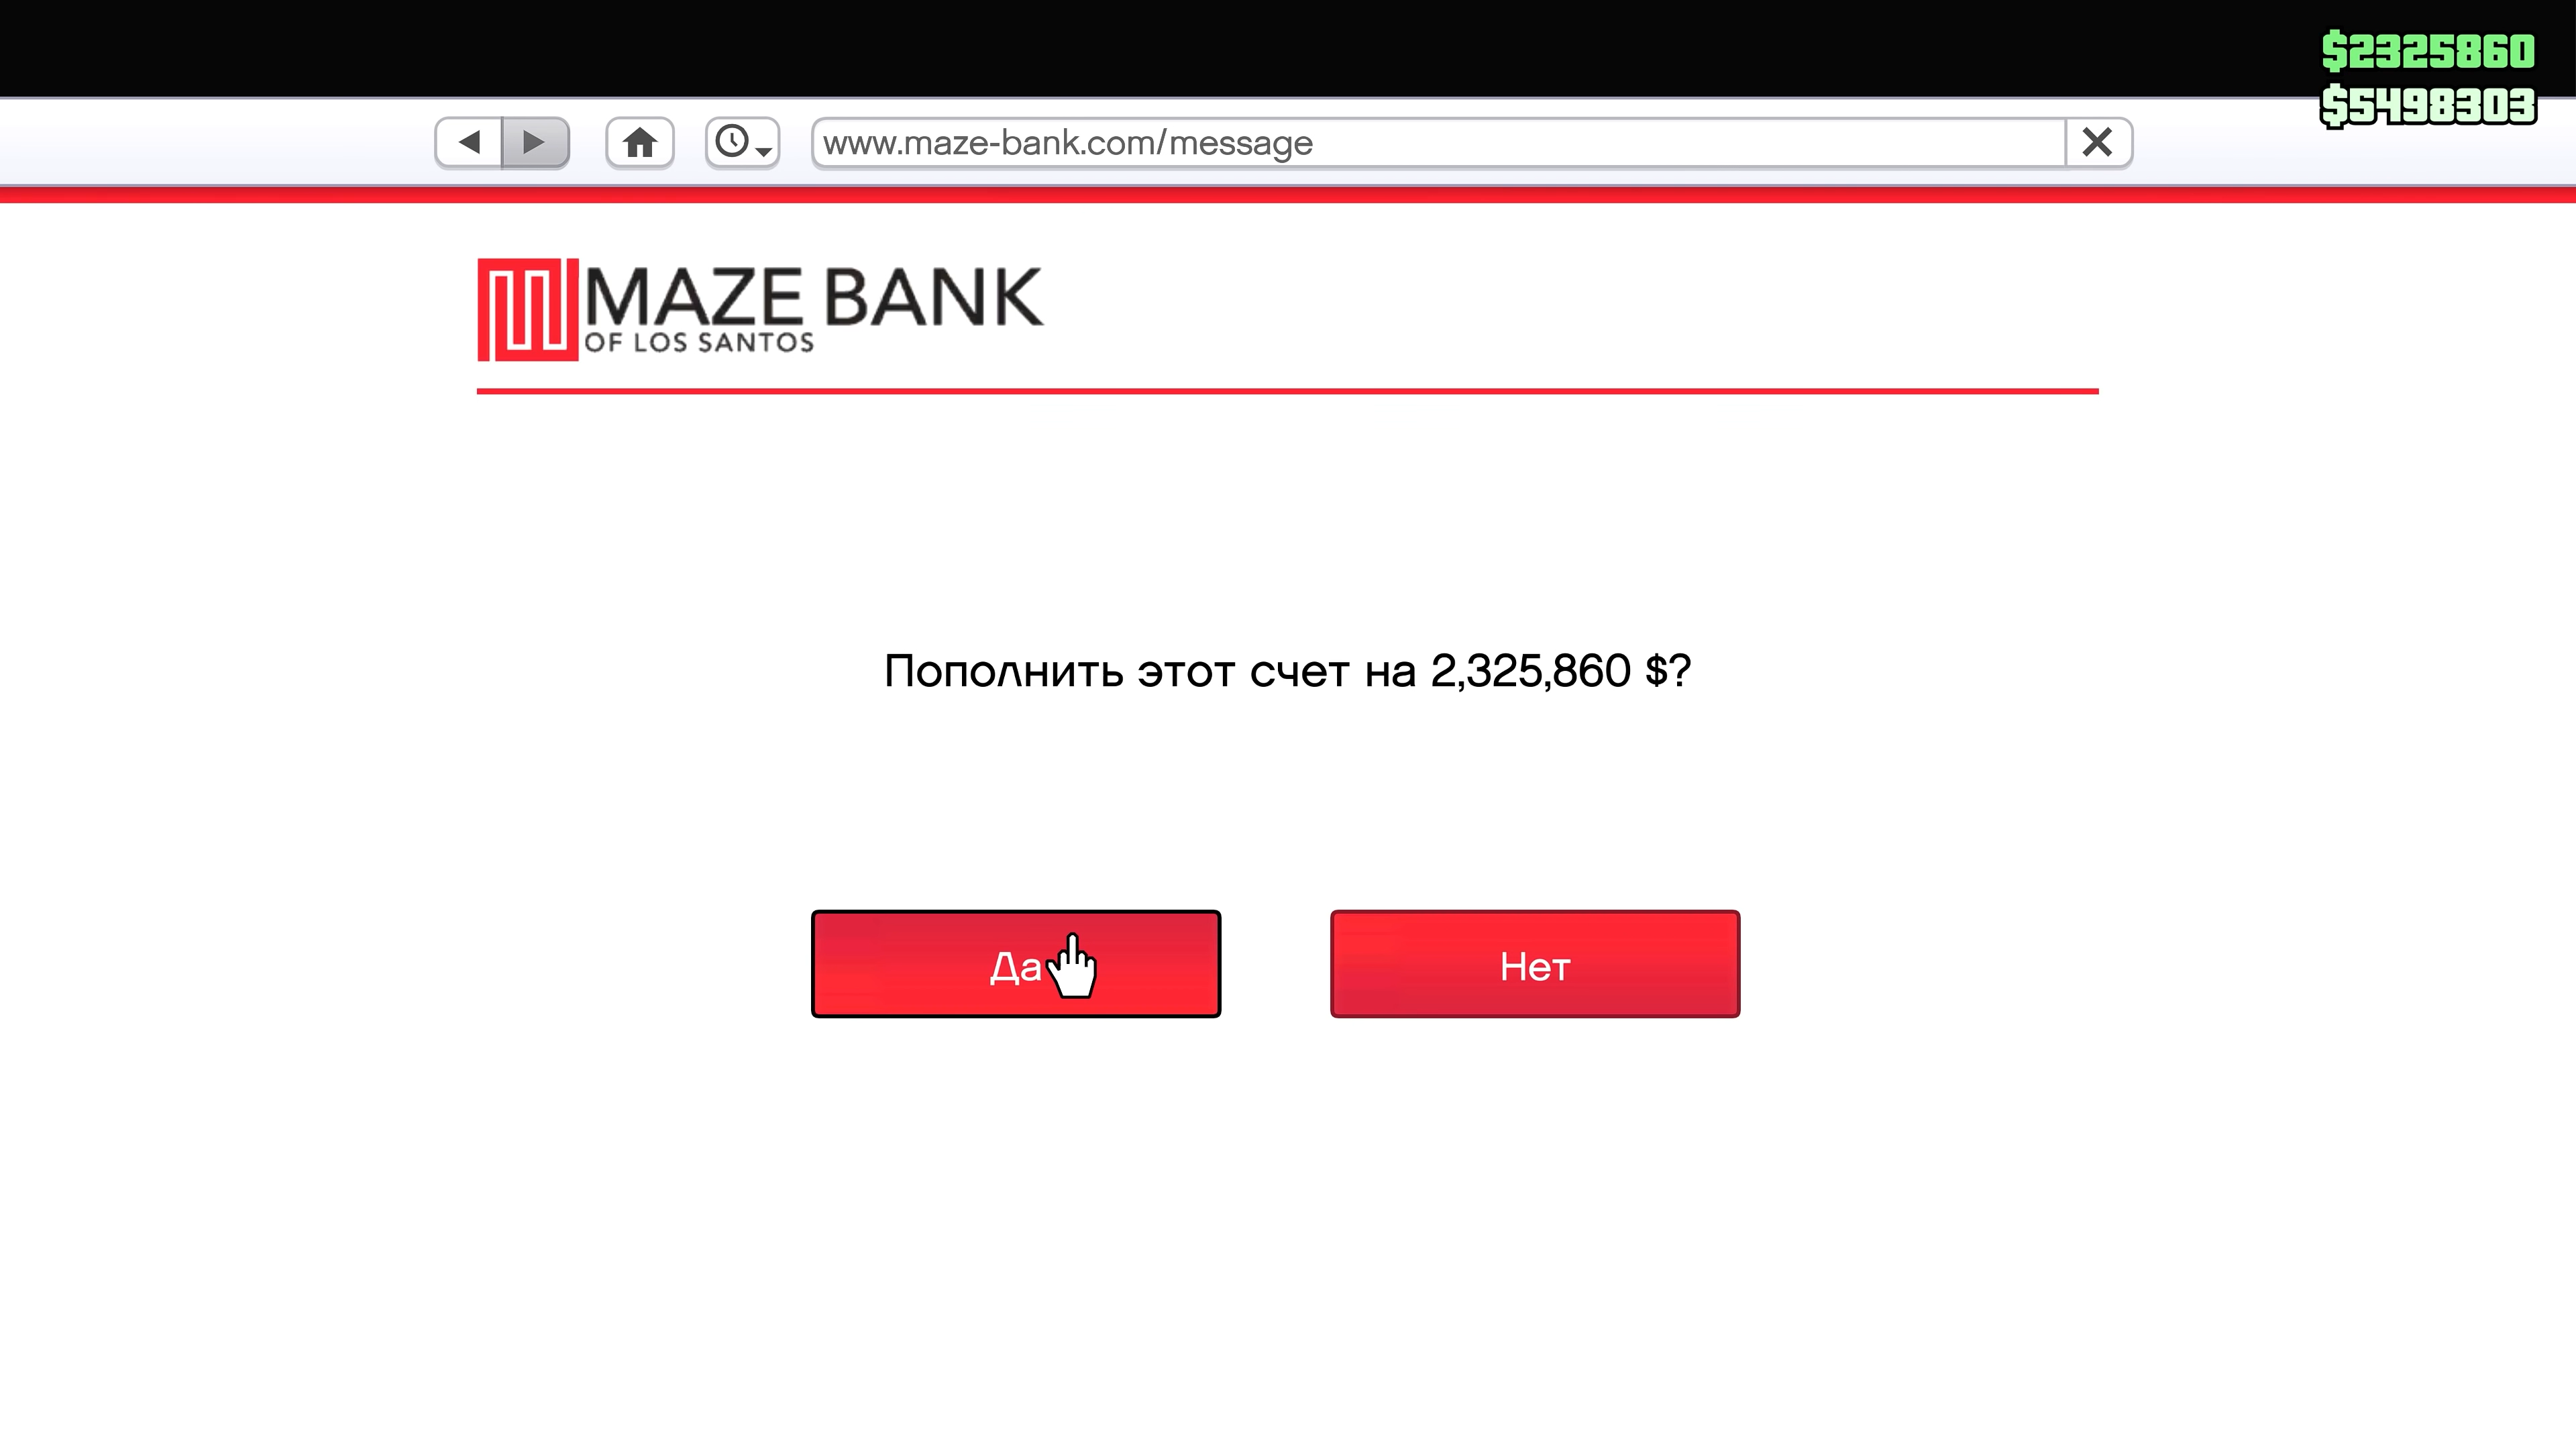 $2325860
$5498303
www.maze-bank.com/message
MAZE BANK
OF LOS SANTOS
Пополнить этот счет на 2,325,860 $?
Да
Нет